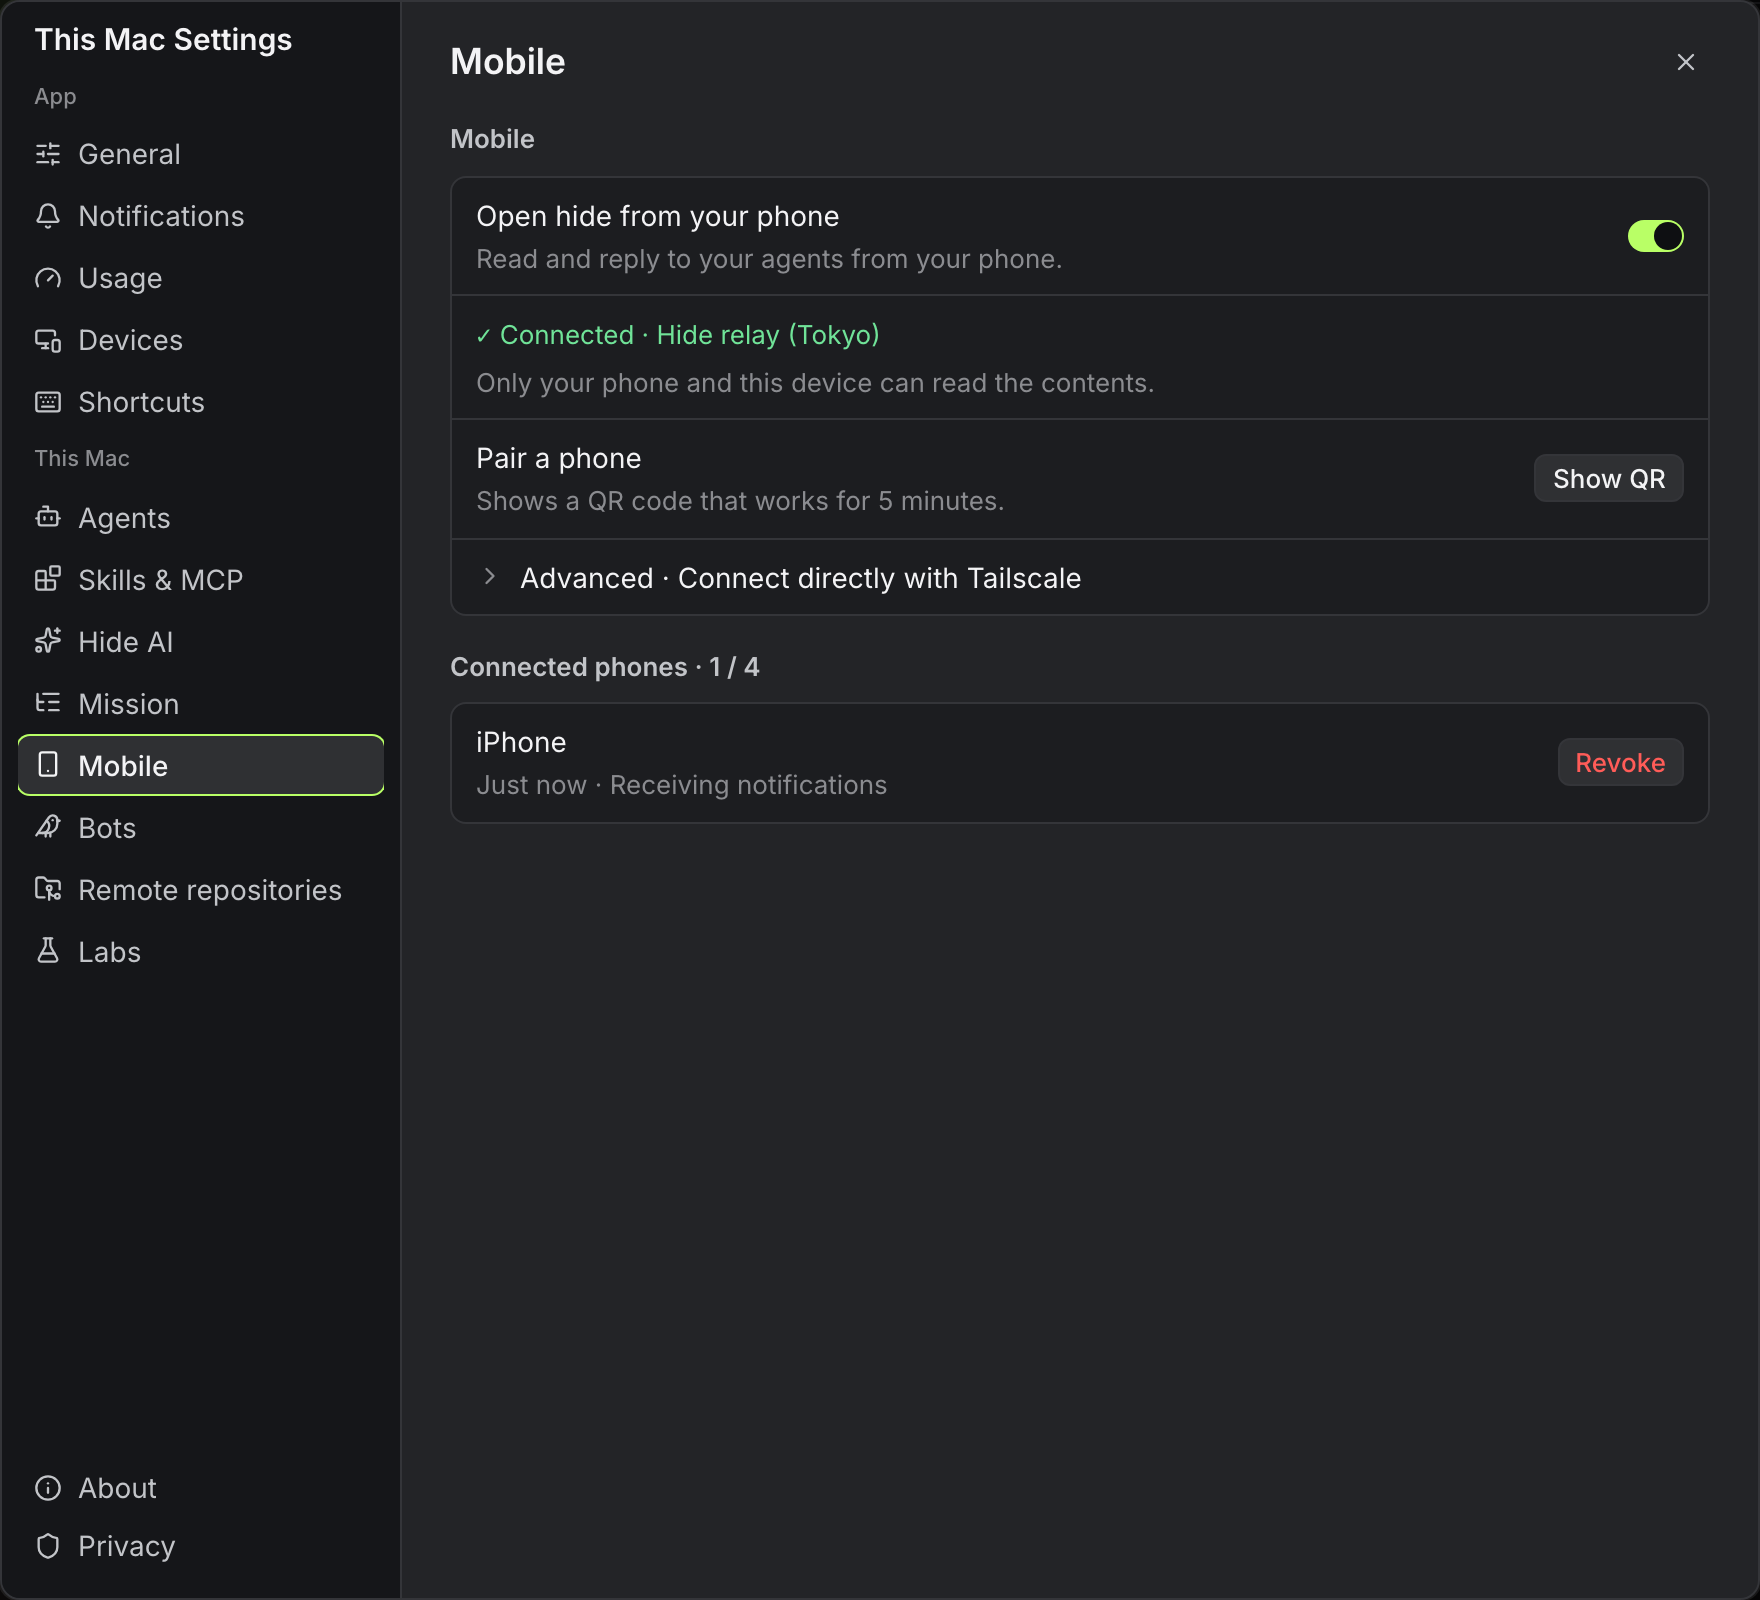 This Mac Settings
App
General
Notifications
Usage
Devices
Shortcuts
This Mac
Agents
Skills & MCP
Hide AI
Mission
Mobile
Bots
Remote repositories
Labs
About
Privacy
Mobile
Mobile
Open hide from your phone
Read and reply to your agents from your phone.
✓ Connected · Hide relay (Tokyo)
Only your phone and this device can read the contents.
Pair a phone
Shows a QR code that works for 5 minutes.
Show QR
Advanced · Connect directly with Tailscale
Connected phones · 1 / 4
iPhone
Just now · Receiving notifications
Revoke